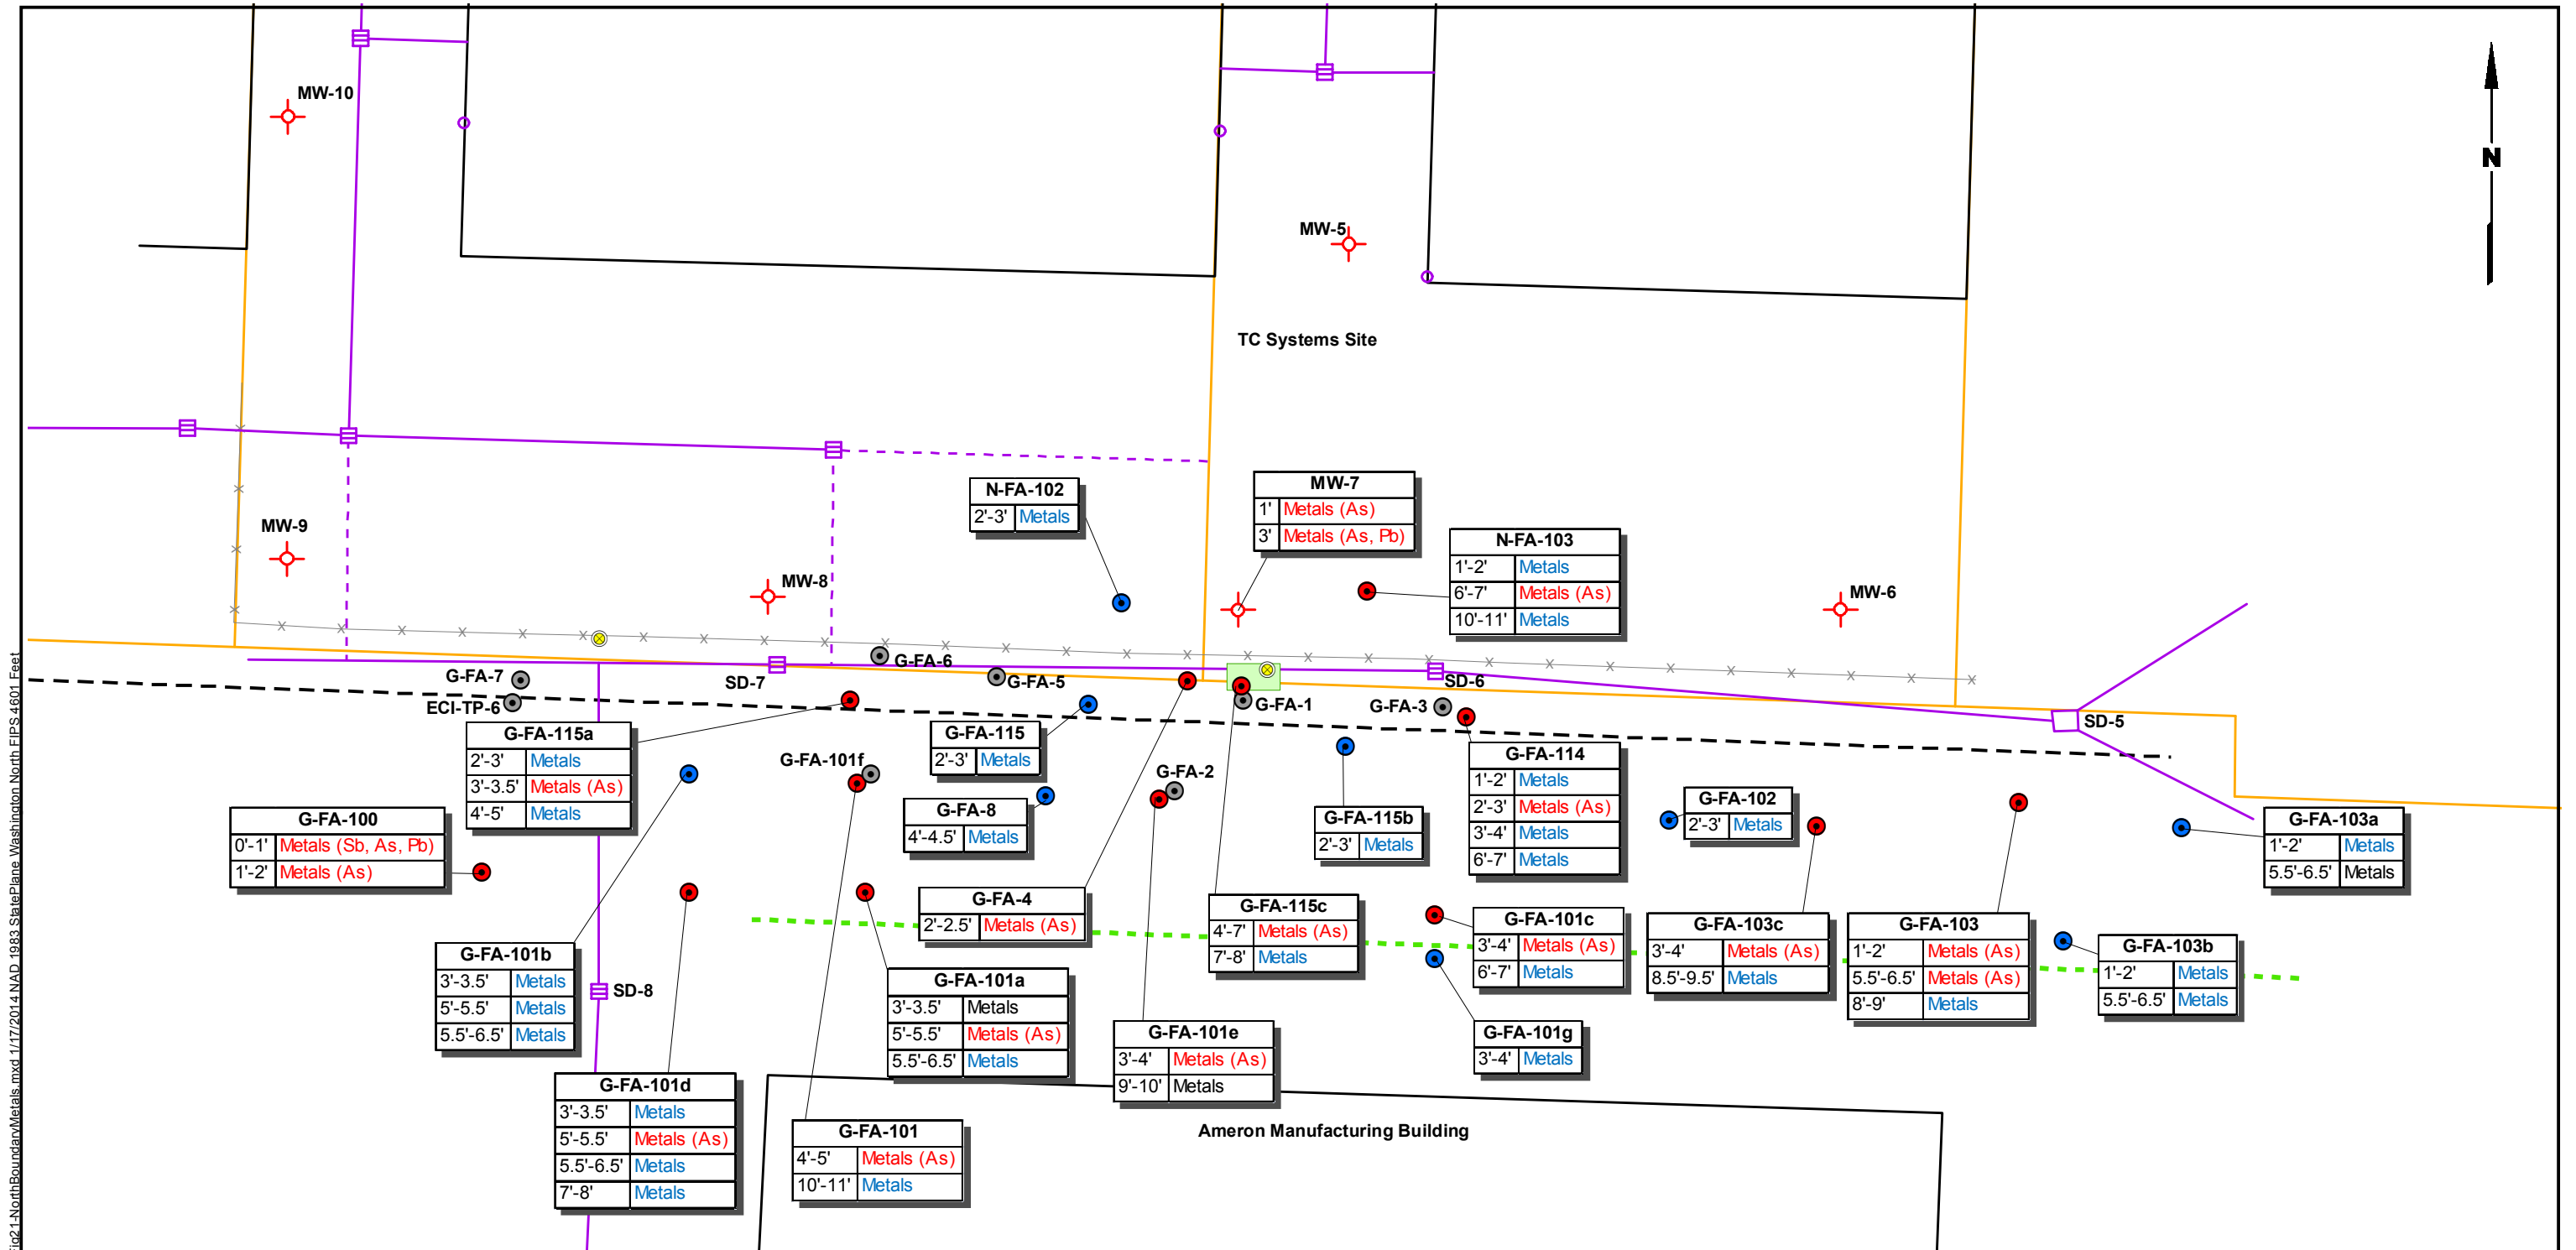 MW-10
N
MW-5
TC Systems Site
N-FA-102
2'-3' Metals
MW-7
1' Metals (As)
3' Metals (As, Pb)
MW-9
N-FA-103
1'-2' Metals
6'-7' Metals (As)
10'-11' Metals
MW-8
MW-6
G-FA-6
G-FA-7
SD-7
G-FA-5
SD-6
ECI-TP-6
G-FA-1
G-FA-3
SD-5
G-FA-115a
2'-3' Metals
3'-3.5' Metals (As)
4'-5' Metals
G-FA-115
2'-3' Metals
G-FA-101f
G-FA-2
G-FA-114
1'-2' Metals
2'-3' Metals (As)
3'-4' Metals
6'-7' Metals
G-FA-8
4'-4.5' Metals
G-FA-115b
2'-3' Metals
G-FA-102
2'-3' Metals
G-FA-100
0'-1' Metals (Sb, As, Pb)
1'-2' Metals (As)
G-FA-103a
1'-2' Metals
5.5'-6.5' Metals
G-FA-4
2'-2.5' Metals (As)
G-FA-115c
4'-7' Metals (As)
7'-8' Metals
G-FA-101c
3'-4' Metals (As)
6'-7' Metals
G-FA-103c
3'-4' Metals (As)
8.5'-9.5' Metals
G-FA-103
1'-2' Metals (As)
5.5'-6.5' Metals (As)
8'-9' Metals
G-FA-103b
1'-2' Metals
5.5'-6.5' Metals
G-FA-101b
3'-3.5' Metals
5'-5.5' Metals
5.5'-6.5' Metals
SD-8
G-FA-101a
3'-3.5' Metals
5'-5.5' Metals (As)
5.5'-6.5' Metals
G-FA-101e
3'-4' Metals (As)
9'-10' Metals
G-FA-101g
3'-4' Metals
G-FA-101d
3'-3.5' Metals
5'-5.5' Metals (As)
5.5'-6.5' Metals
7'-8' Metals
G-FA-101
4'-5' Metals (As)
10'-11' Metals
Ameron Manufacturing Building
Fig21-NorthBoundaryMetals.mxd 1/17/2014 NAD 1983 StatePlane Washington North FIPS 4601 Feet